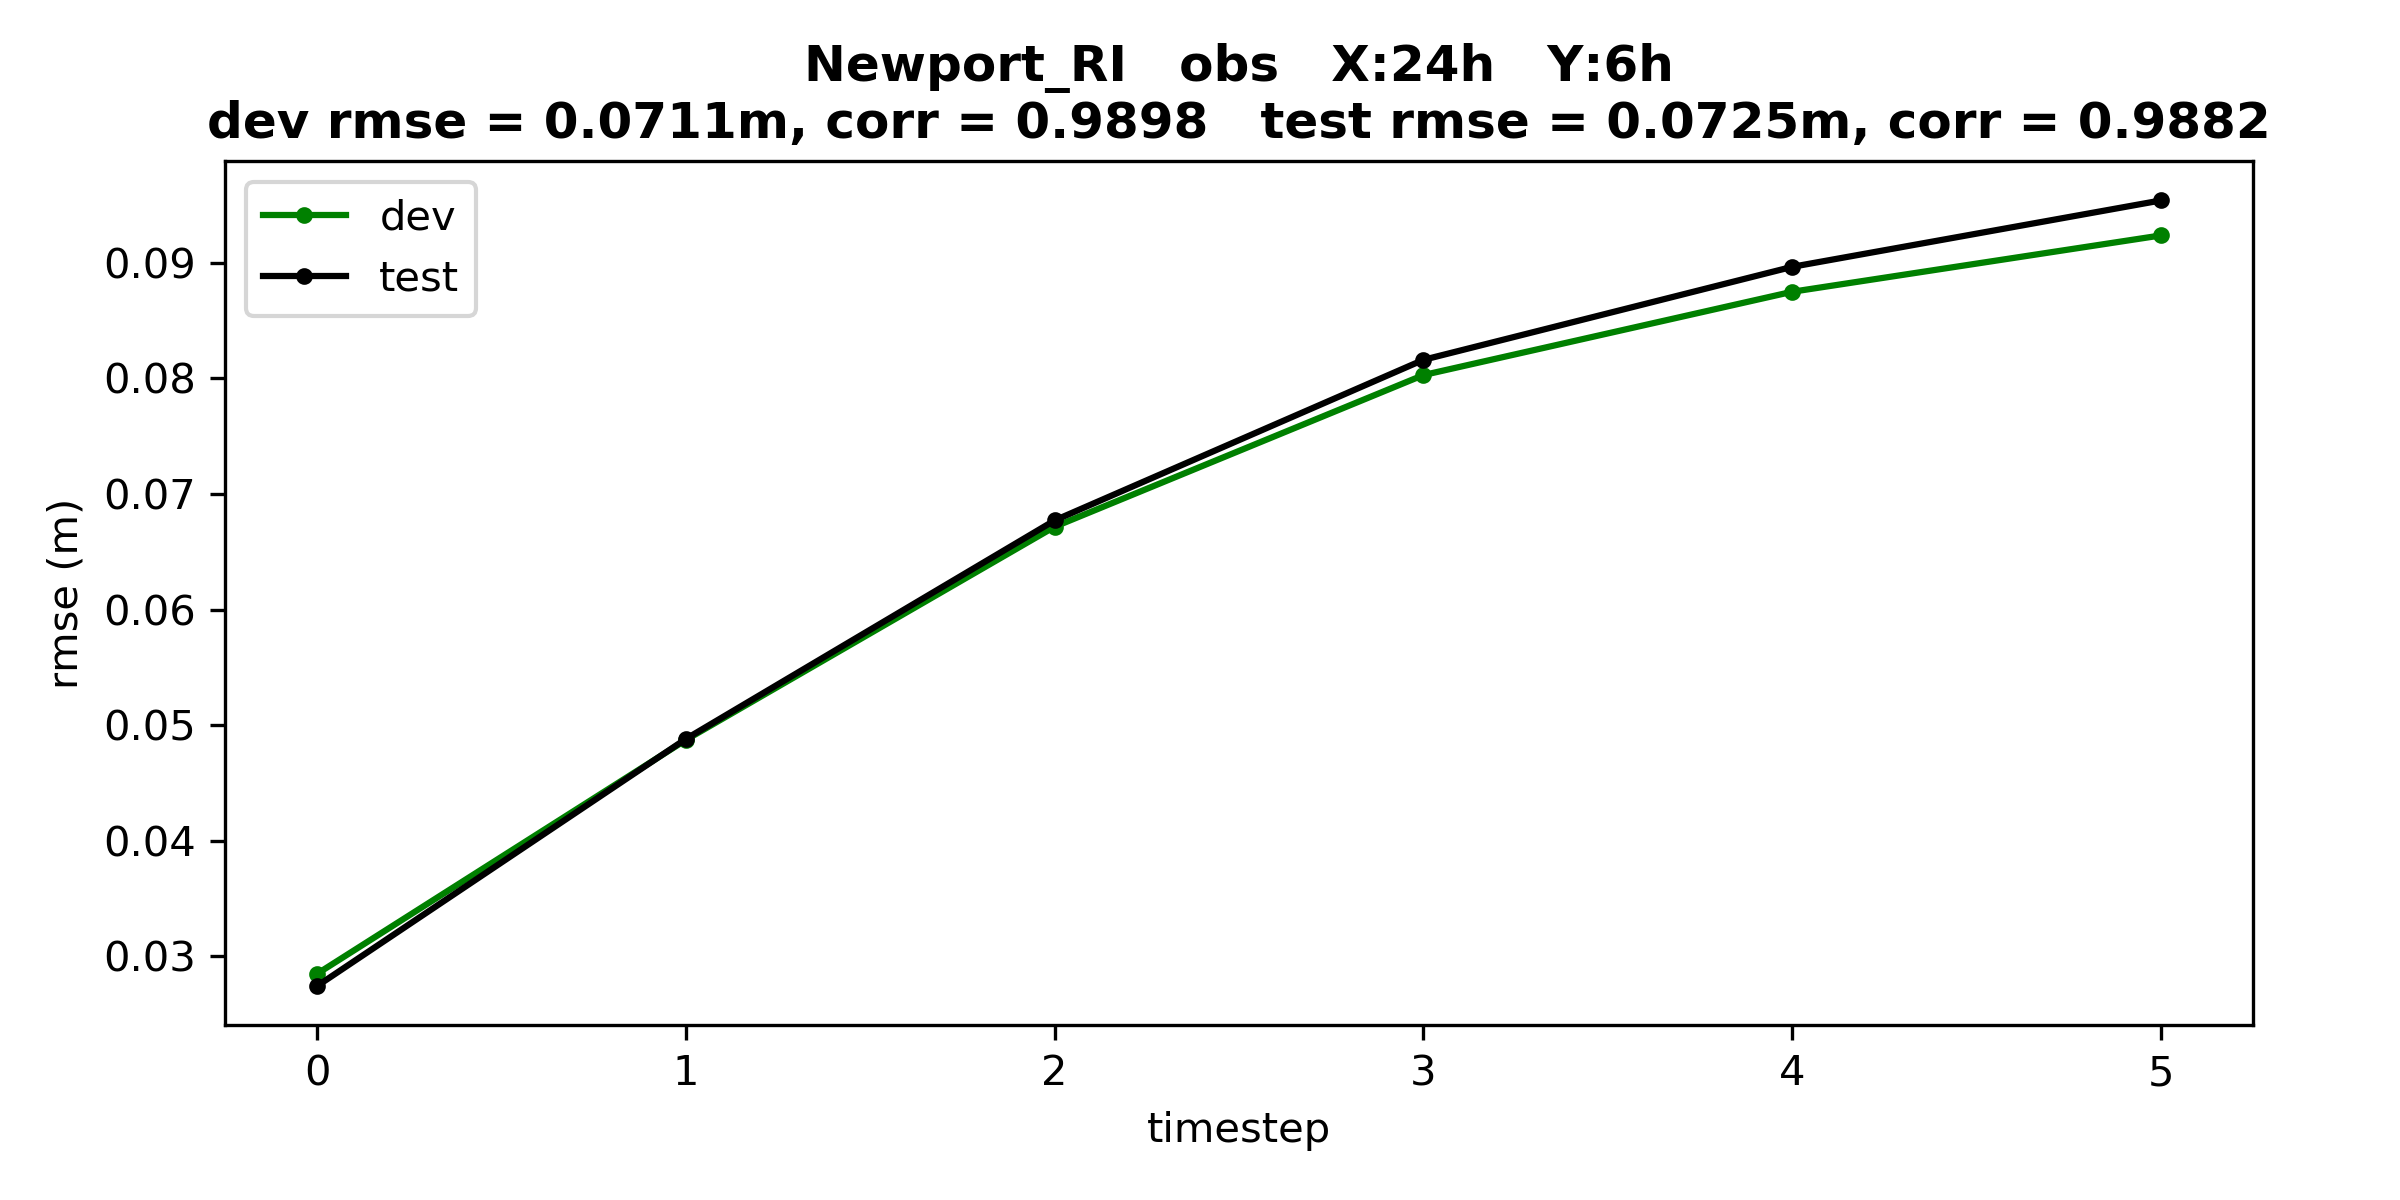 Newport_RI obs X:24h Y:6h
dev rmse = 0.0711m, corr = 0.9898 test rmse = 0.0725m, corr = 0.9882
dev
test
0.09
0.08
0.07
0.06
0.05
0.04
0.03
rmse (m)
0 1 2 3 4 5
timestep